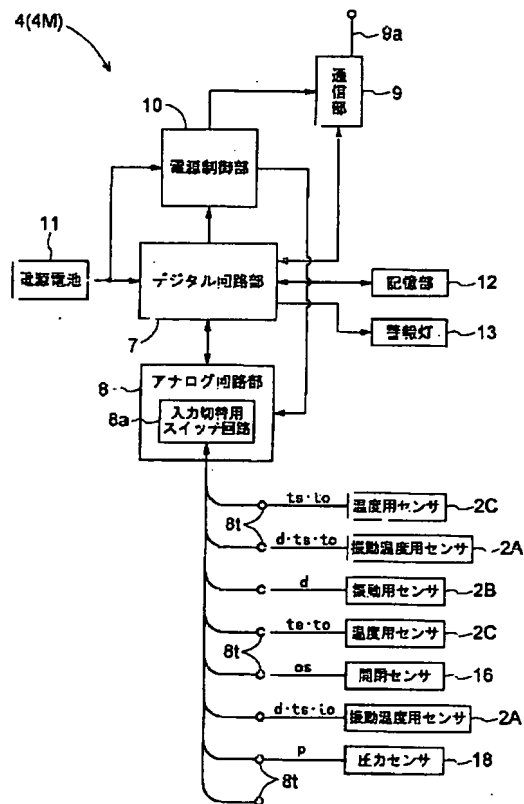 4(4M)
9a
通信部
9
10
電源制御部
11
電源電池
デジタル回路部
7
記憶部
12
警報灯
13
8
アナログ回路部
8a
入力切替用
スイッチ回路
ts·to
温度用センサ
2C
8t
d·ts·to
振動温度用センサ
2A
d
振動用センサ
2B
ts·to
温度用センサ
2C
8t
os
開閉センサ
16
d·ts·to
振動温度用センサ
2A
p
圧力センサ
18
8t